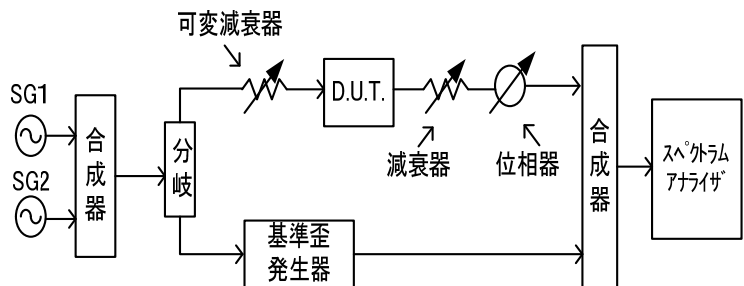 可変減衰器
SG1
SG2
合成器
分岐
D.U.T.
減衰器
位相器
基準歪
発生器
合成器
スペクトラム
アナライザ